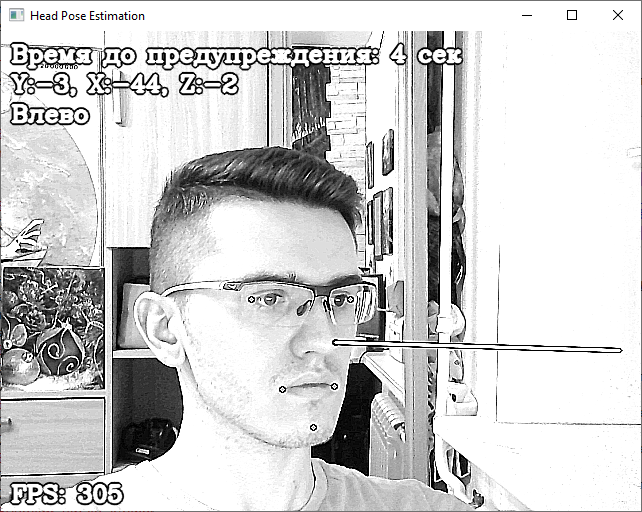 Head Pose Estimation
Время до предупреждения: 4 сек
Y:-3, X:-44, Z:-2
Влево
FPS: 305